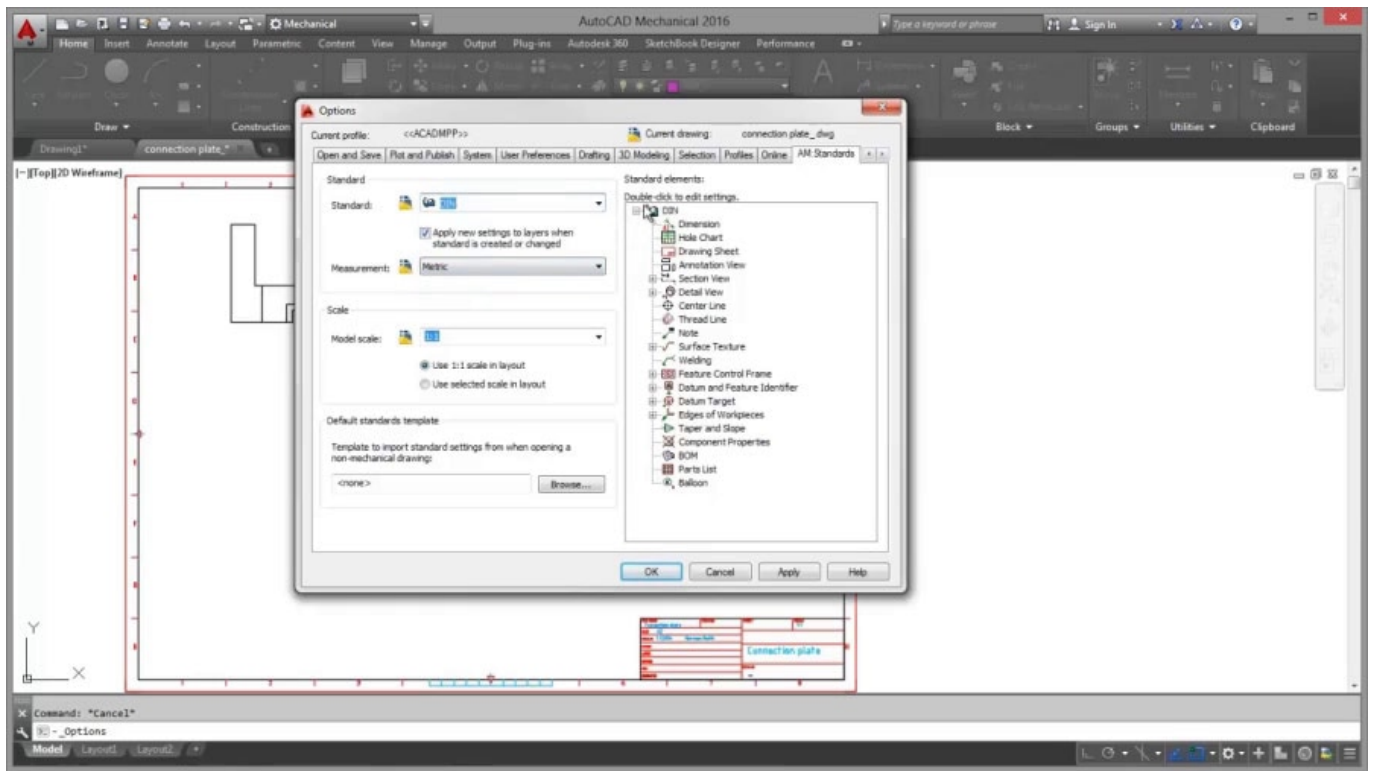 Mechanical
AutoCAD Mechanical 2016
Type a keyword or phrase
Sign In
Home Insert Annotate Layout Parametric Content View Manage Output Plug-ins Autodesk 360 SketchBook Designer Performance
Draw
Construction
Block
Groups
Utilities
Clipboard
Drawing1*
connection plate_*
[−][Top][2D Wireframe]
Options
Current profile: <<ACADMPP>>
Current drawing: connection plate_.dwg
Open and Save Plot and Publish System User Preferences Drafting 3D Modeling Selection Profiles Online AM Standards
Standard
Standard: DIN
Apply new settings to layers when
standard is created or changed
Measurement: Metric
Scale
Model scale: 1:1
Use 1:1 scale in layout
Use selected scale in layout
Default standards template
Template to import standard settings from when opening a
non-mechanical drawing:
<none>
Browse...
Standard elements:
Double-click to edit settings.
DIN
Dimension
Hole Chart
Drawing Sheet
Annotation View
Section View
Detail View
Center Line
Thread Line
Note
Surface Texture
Welding
Feature Control Frame
Datum and Feature Identifier
Datum Target
Edges of Workpieces
Taper and Slope
Component Properties
BOM
Parts List
Balloon
OK Cancel Apply Help
Connection plate
Y
X
Command: *Cancel*
- _Options
Model Layout1 Layout2 +